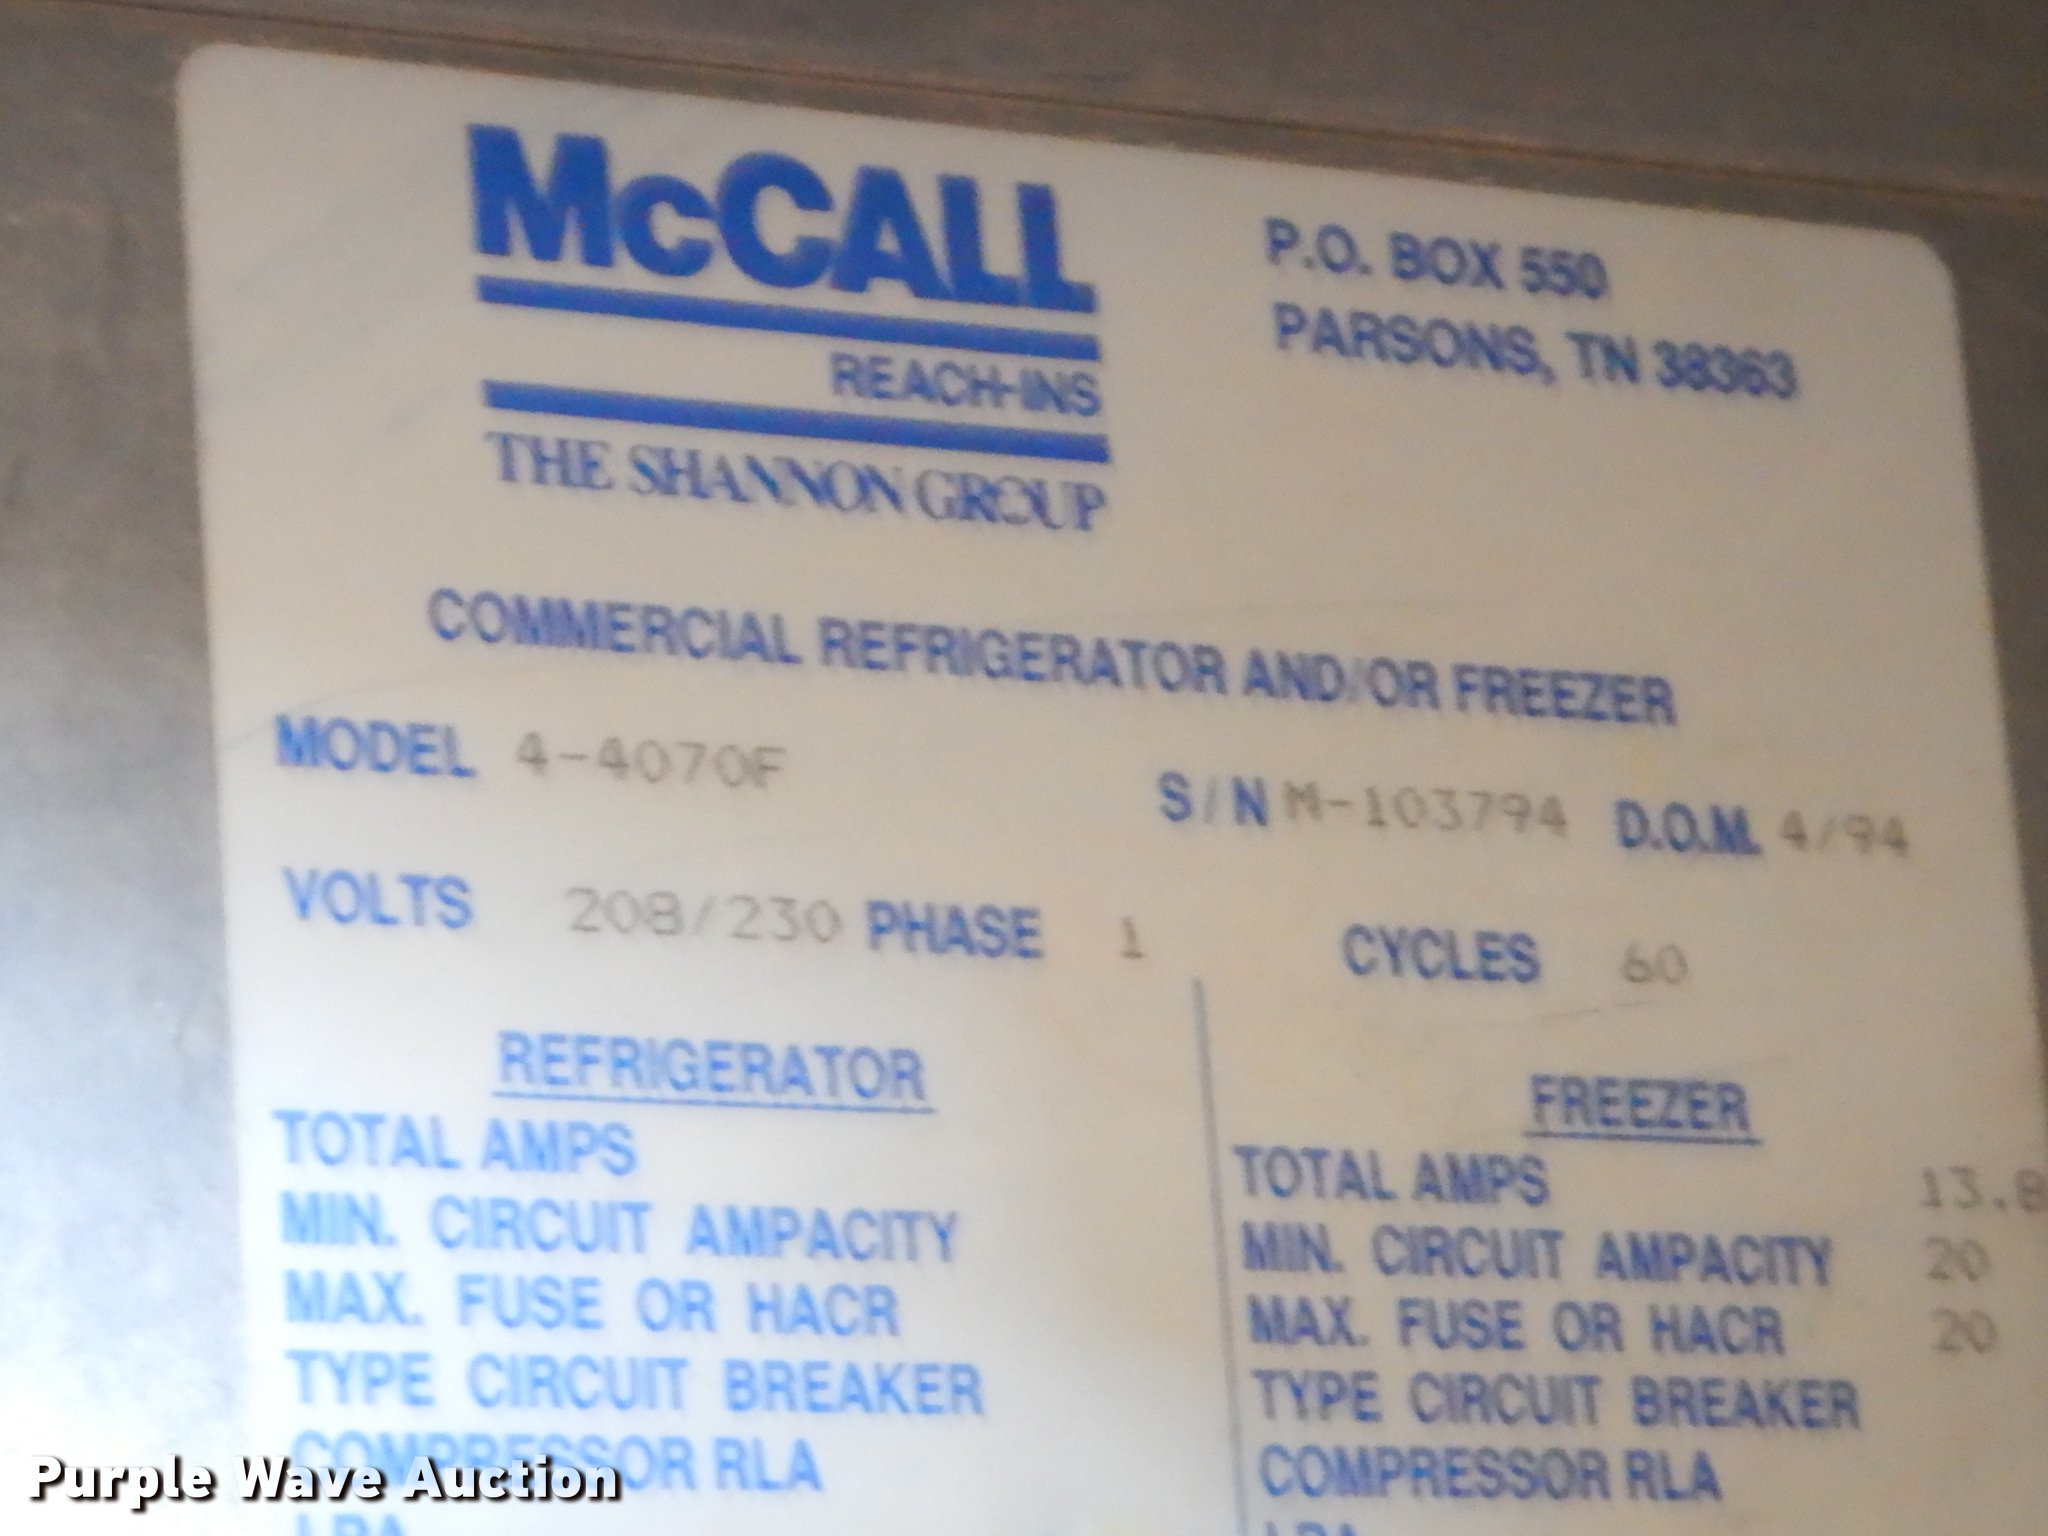 McCALL
REACH-INS
THE SHANNON GROUP
P.O. BOX 550
PARSONS, TN 38363
COMMERCIAL REFRIGERATOR AND/OR FREEZER
MODEL 4-4070F S/N M-103794 D.O.M. 4/94
VOLTS 208/230 PHASE 1 CYCLES 60
REFRIGERATOR
TOTAL AMPS
MIN. CIRCUIT AMPACITY
MAX. FUSE OR HACR
TYPE CIRCUIT BREAKER
COMPRESSOR RLA
FREEZER
TOTAL AMPS 13.8
MIN. CIRCUIT AMPACITY 20
MAX. FUSE OR HACR 20
TYPE CIRCUIT BREAKER
COMPRESSOR RLA
Purple Wave Auction